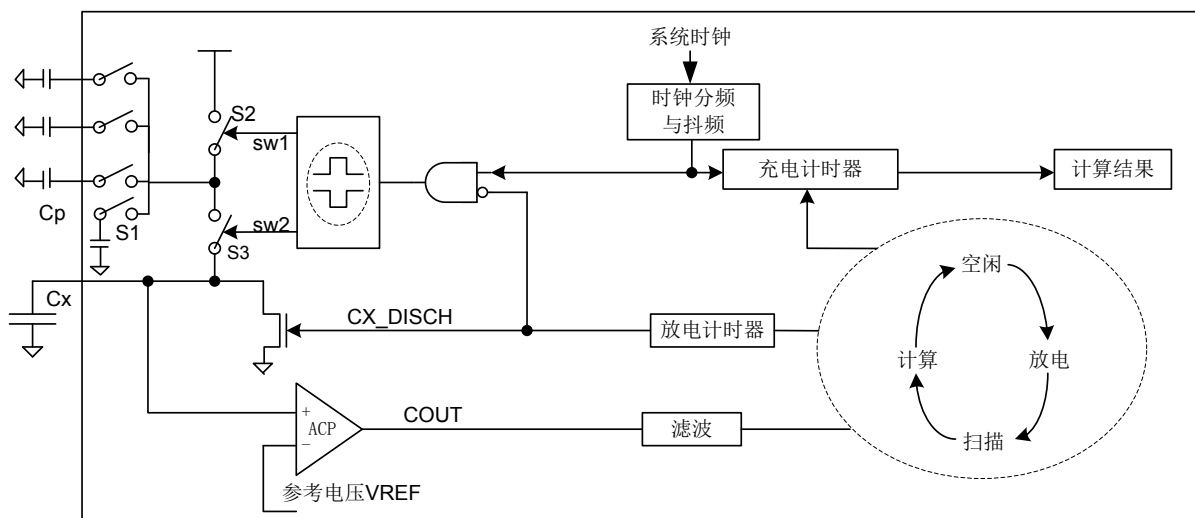 系统时钟
时钟分频
与抖频
S2
sw1
充电计时器
计算结果
Cp
S1
sw2
S3
空闲
Cx
CX_DISCH
放电计时器
计算
放电
+
ACP
−
COUT
滤波
扫描
参考电压VREF